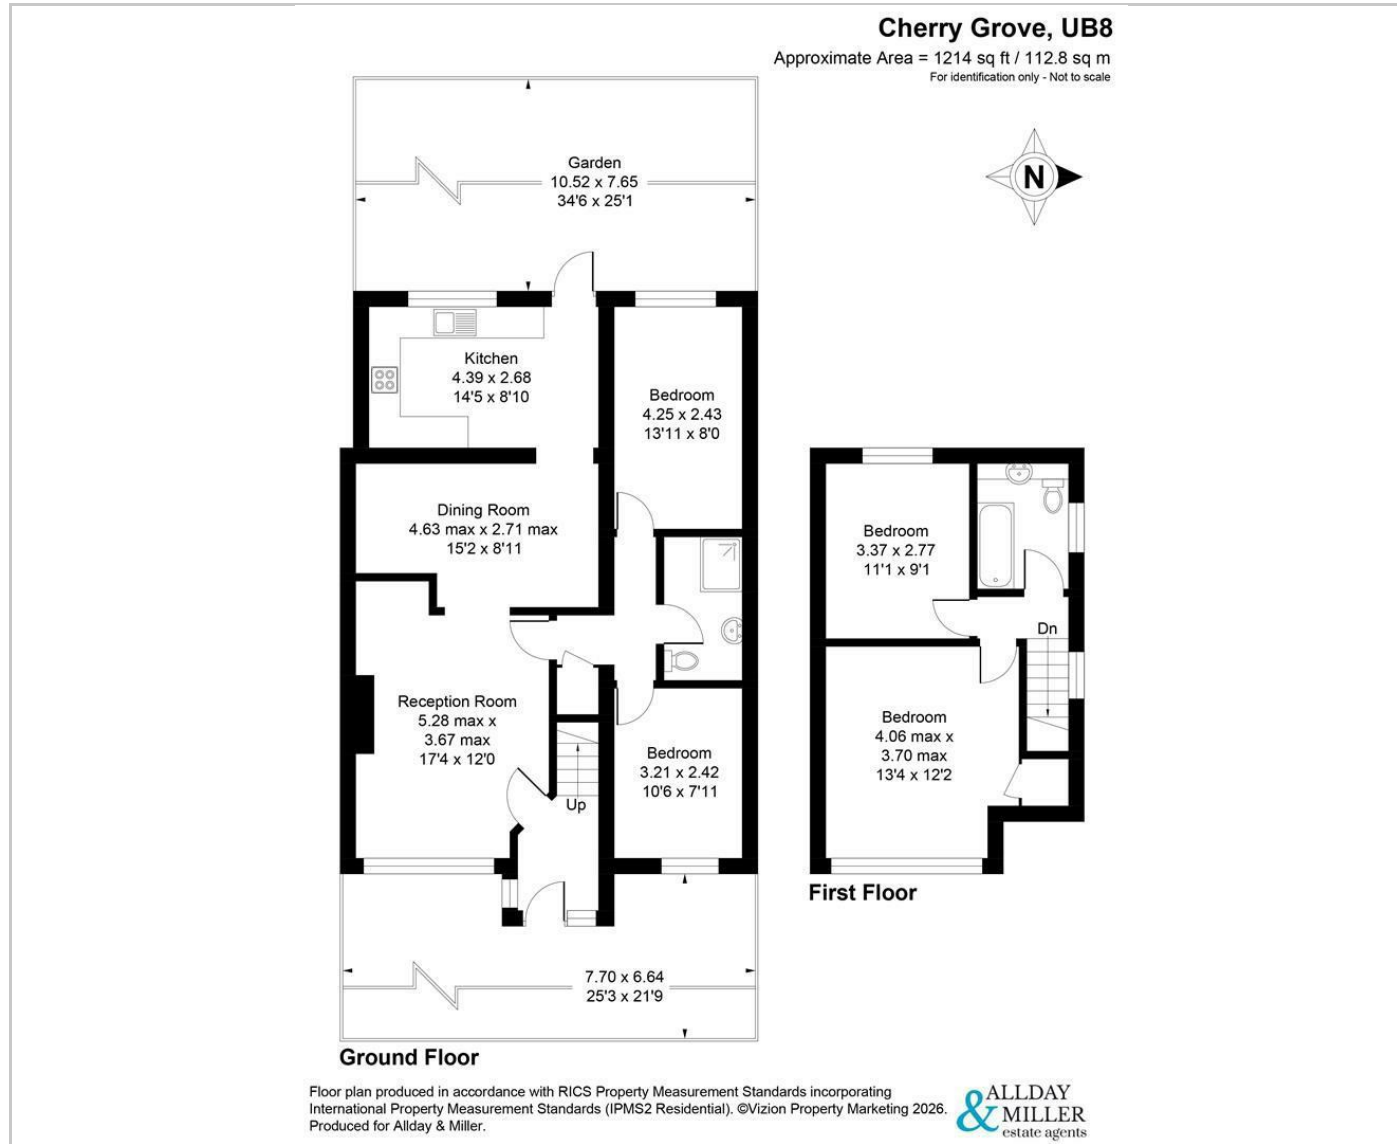 Cherry Grove, UB8
Approximate Area = 1214 sq ft / 112.8 sq m
For identification only - Not to scale
N
Garden
10.52 x 7.65
34'6 x 25'1
Kitchen
4.39 x 2.68
14'5 x 8'10
Bedroom
4.25 x 2.43
13'11 x 8'0
Dining Room
4.63 max x 2.71 max
15'2 x 8'11
Reception Room
5.28 max x
3.67 max
17'4 x 12'0
Up
Bedroom
3.21 x 2.42
10'6 x 7'11
7.70 x 6.64
25'3 x 21'9
Ground Floor
Bedroom
3.37 x 2.77
11'1 x 9'1
Dn
Bedroom
4.06 max x
3.70 max
13'4 x 12'2
First Floor
Floor plan produced in accordance with RICS Property Measurement Standards incorporating
International Property Measurement Standards (IPMS2 Residential). ©Vizion Property Marketing 2026.
Produced for Allday & Miller.
ALLDAY
& MILLER
estate agents